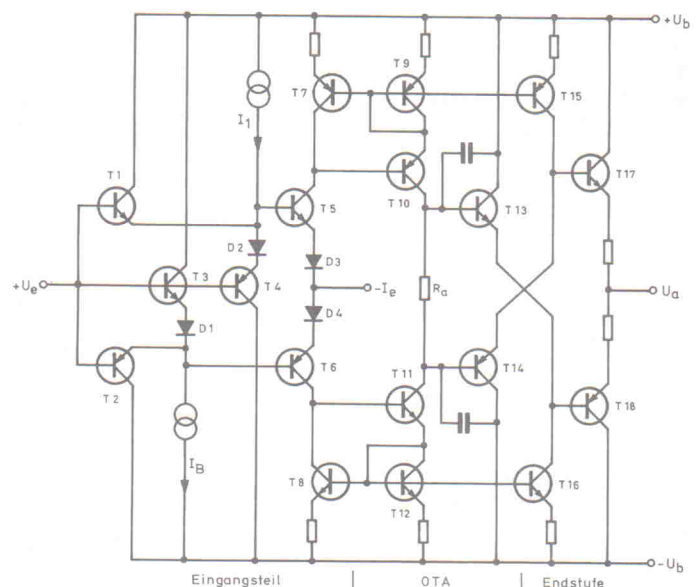 +Ub
T9
T7
T15
I1
T1
T10
T17
T5
T13
D2
D3
+Ue
T3
T4
-Ie
Ra
Ua
D1
D4
T6
T2
T11
T14
T18
IB
T8
T12
T16
-Ub
Eingangsteil | OTA | Endstufe